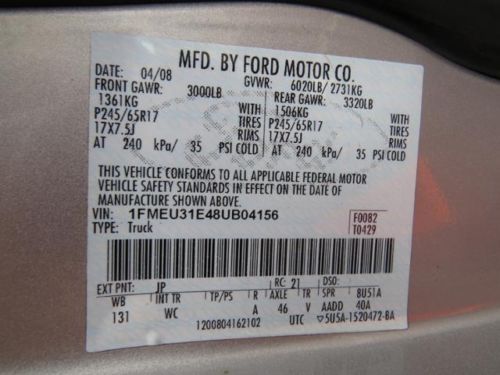 MFD. BY FORD MOTOR CO.
DATE: 04/08 GVWR: 6020LB/ 2731KG
FRONT GAWR: 3000LB REAR GAWR: 3320LB
1361KG 1506KG
P245/65R17 TIRES P245/65R17 TIRES
17X7.5J RIMS 17X7.5J RIMS
AT 240 kPa/ 35 PSI COLD AT 240 kPa/ 35 PSI COLD
THIS VEHICLE CONFORMS TO ALL APPLICABLE FEDERAL MOTOR
VEHICLE SAFETY STANDARDS IN EFFECT ON THE DATE OF
MANUFACTURE SHOWN ABOVE.
VIN: 1FMEU31E48UB04156 F0082
TYPE: Truck T0429
EXT PNT: JP RC: 21 DSO:
WB INT TR TP/PS R AXLE TR SPR 8U51A
131 WC A 46 V AADD 40A
1200804162102 UTC 5U5A-1520472-BA